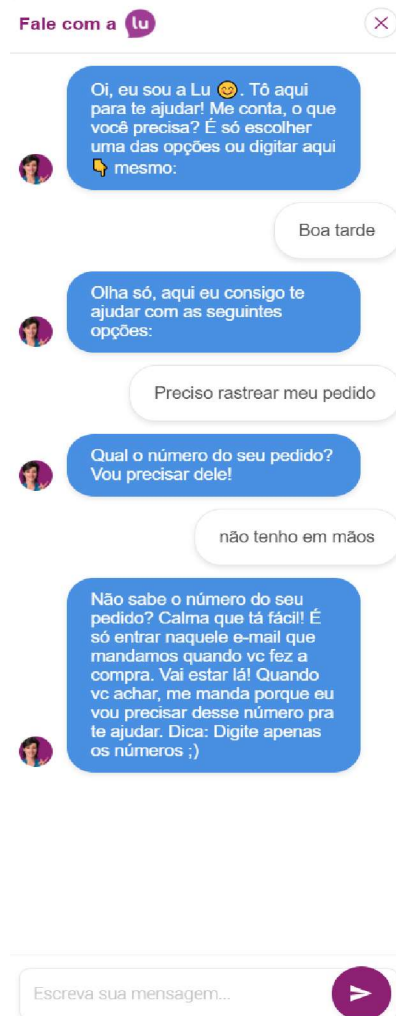 Fale com a lu
Oi, eu sou a Lu 😊. Tô aqui
para te ajudar! Me conta, o que
você precisa? É só escolher
uma das opções ou digitar aqui
👇 mesmo:
Boa tarde
Olha só, aqui eu consigo te
ajudar com as seguintes
opções:
Preciso rastrear meu pedido
Qual o número do seu pedido?
Vou precisar dele!
não tenho em mãos
Não sabe o número do seu
pedido? Calma que tá fácil! É
só entrar naquele e-mail que
mandamos quando vc fez a
compra. Vai estar lá! Quando
vc achar, me manda porque eu
vou precisar desse número pra
te ajudar. Dica: Digite apenas
os números ;)
Escreva sua mensagem...